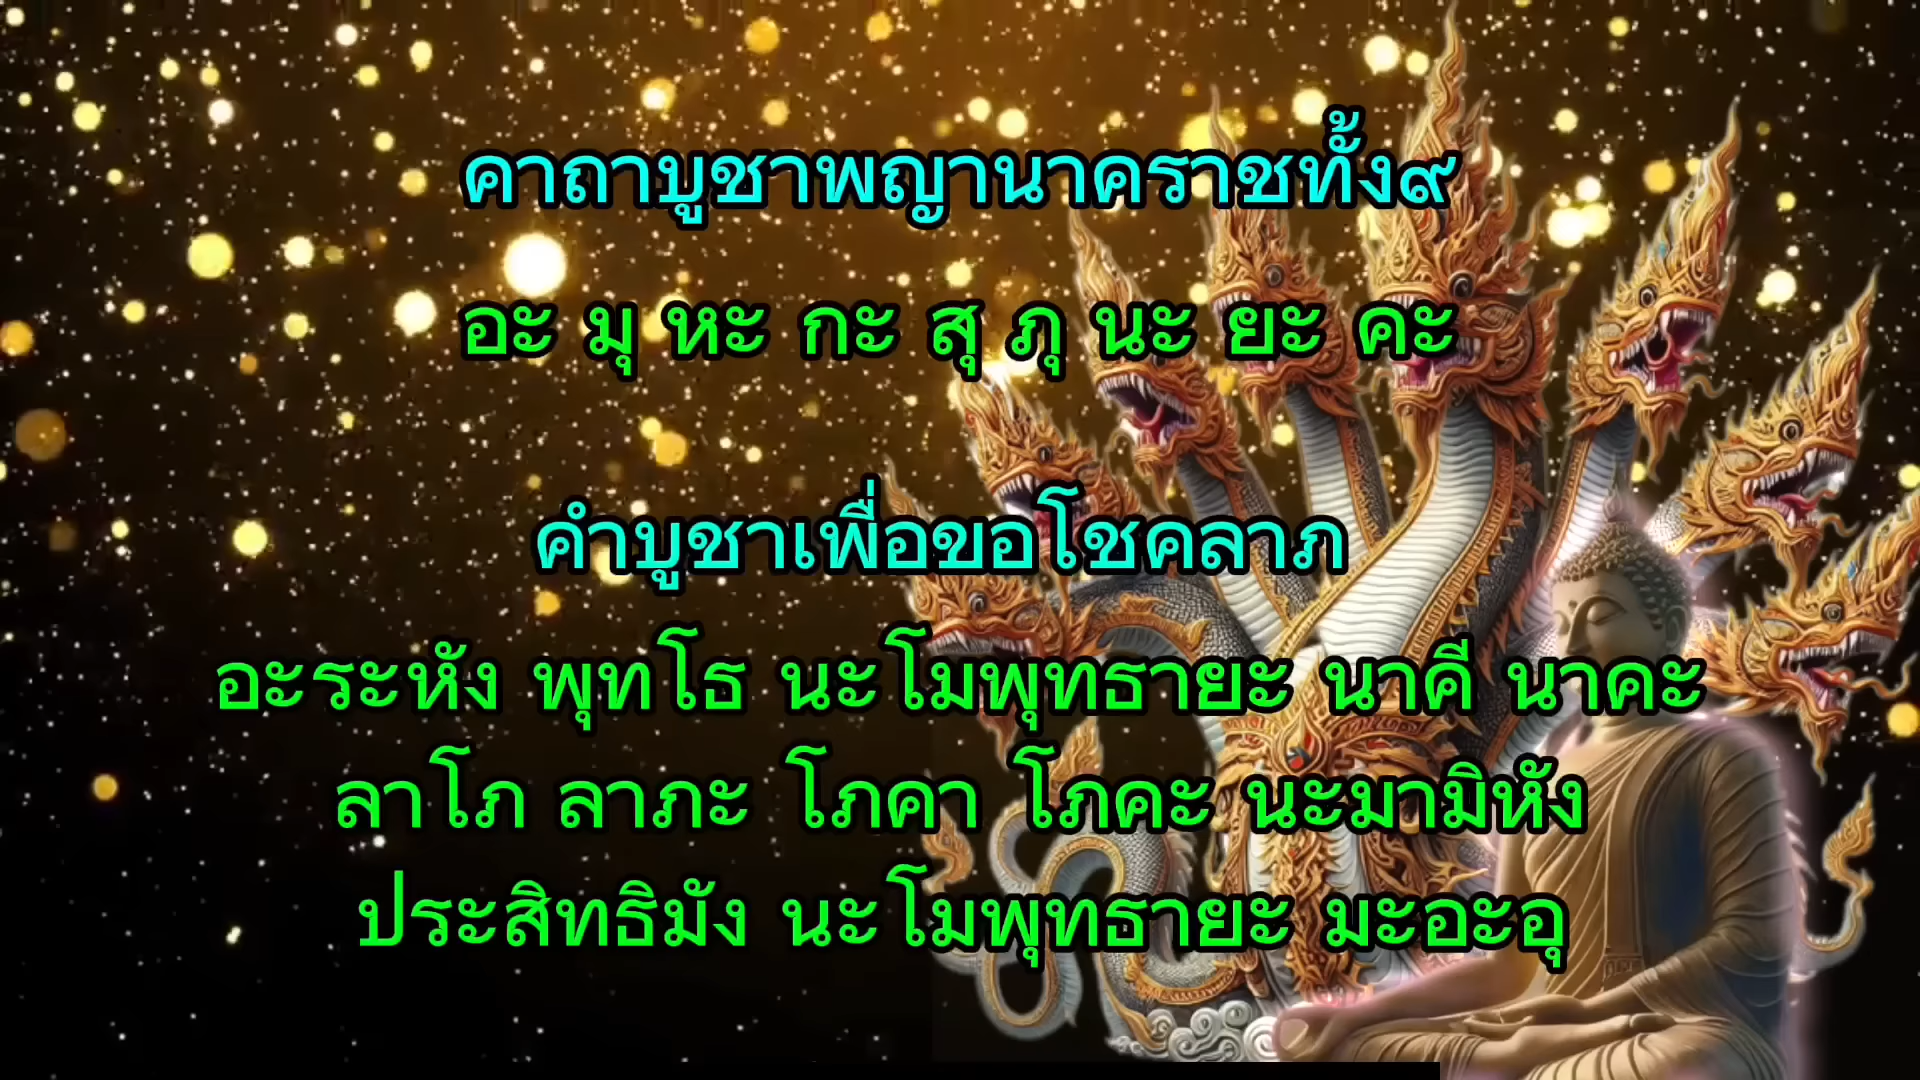 คาถาบูชาพญานาคราชทั้ง๙
อะ มุ หะ กะ สุ ภุ นะ ยะ คะ
คำบูชาเพื่อขอโชคลาภ
อะระหัง พุทโธ นะโมพุทธายะ นาคี นาคะ
ลาโภ ลาภะ โภคา โภคะ นะมามิหัง
ประสิทธิมัง นะโมพุทธายะ มะอะอุ